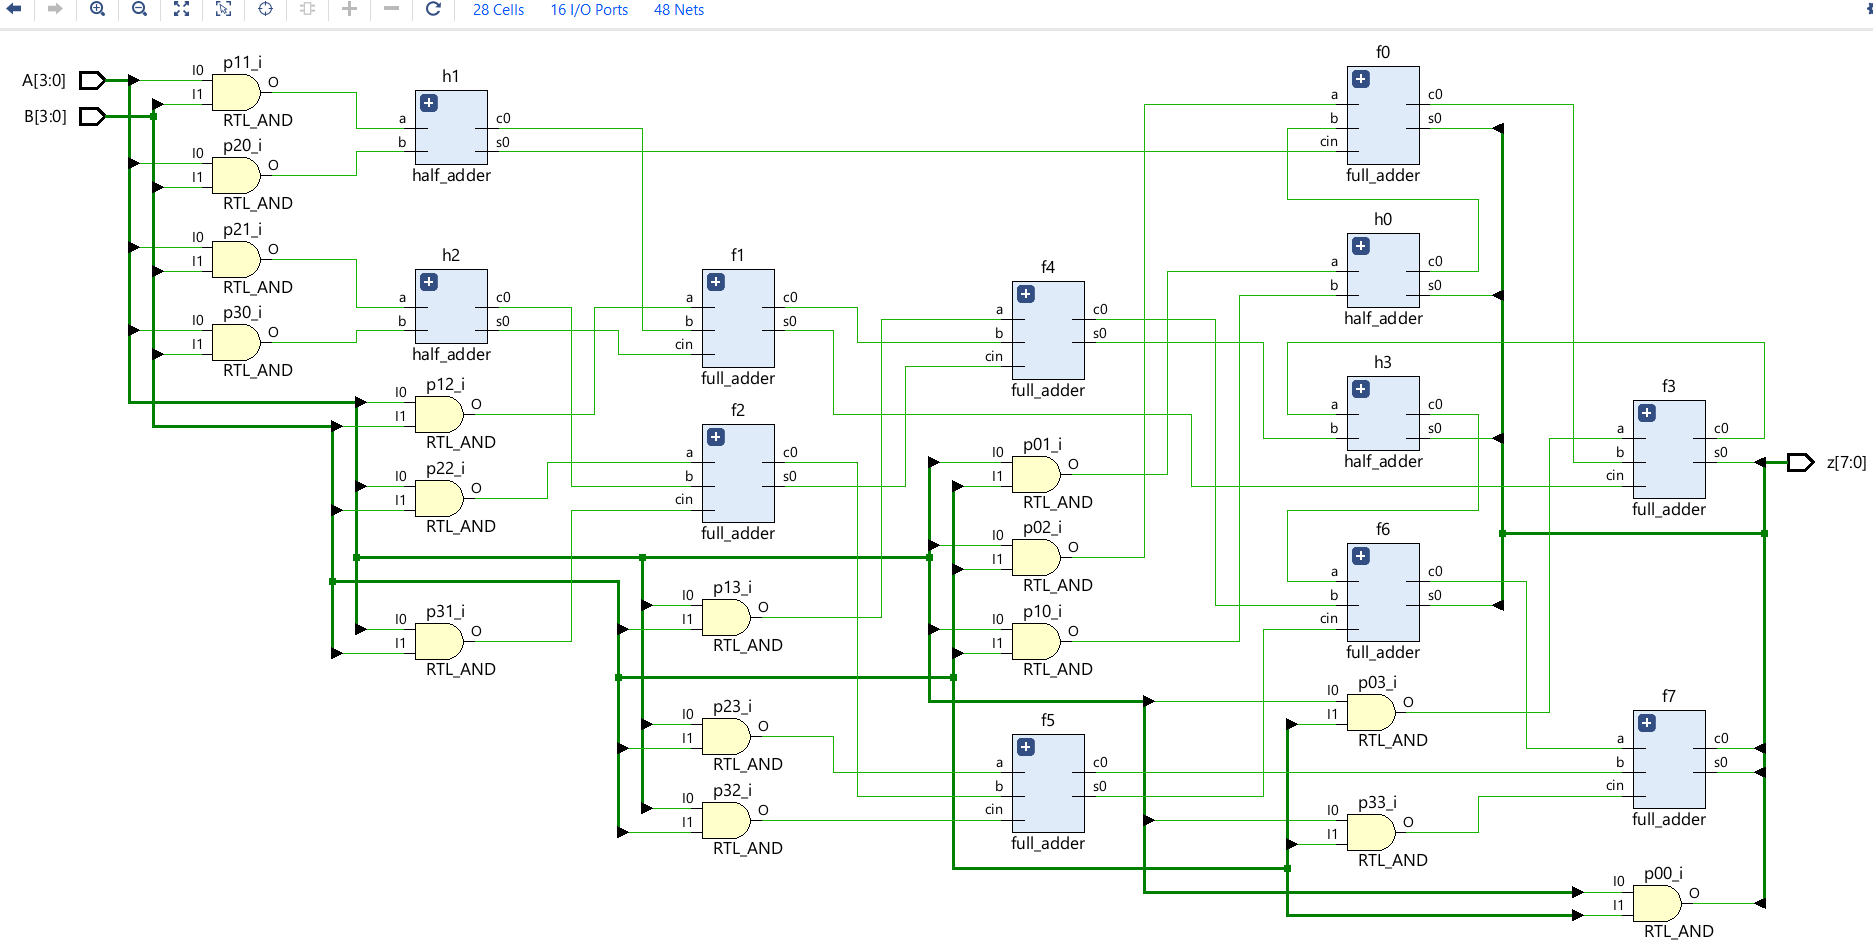 28 Cells 16 I/O Ports 48 Nets
A[3:0]
B[3:0]
p11_i
I0
I1
O
RTL_AND
p20_i
I0
I1
O
RTL_AND
p21_i
I0
I1
O
RTL_AND
p30_i
I0
I1
O
RTL_AND
h1
a
b
c0
s0
half_adder
h2
a
b
c0
s0
half_adder
p12_i
I0
I1
O
RTL_AND
p22_i
I0
I1
O
RTL_AND
p31_i
I0
I1
O
RTL_AND
f1
a
b
cin
c0
s0
full_adder
f2
a
b
cin
c0
s0
full_adder
p13_i
I0
I1
O
RTL_AND
p23_i
I0
I1
O
RTL_AND
p32_i
I0
I1
O
RTL_AND
f4
a
b
cin
c0
s0
full_adder
p01_i
I0
I1
O
RTL_AND
p02_i
I0
I1
O
RTL_AND
p10_i
I0
I1
O
RTL_AND
f5
a
b
cin
c0
s0
full_adder
f0
a
b
cin
c0
s0
full_adder
h0
a
b
c0
s0
half_adder
h3
a
b
c0
s0
half_adder
f6
a
b
cin
c0
s0
full_adder
p03_i
I0
I1
O
RTL_AND
p33_i
I0
I1
O
RTL_AND
f3
a
b
cin
c0
s0
full_adder
f7
a
b
cin
c0
s0
full_adder
p00_i
I0
I1
O
RTL_AND
z[7:0]